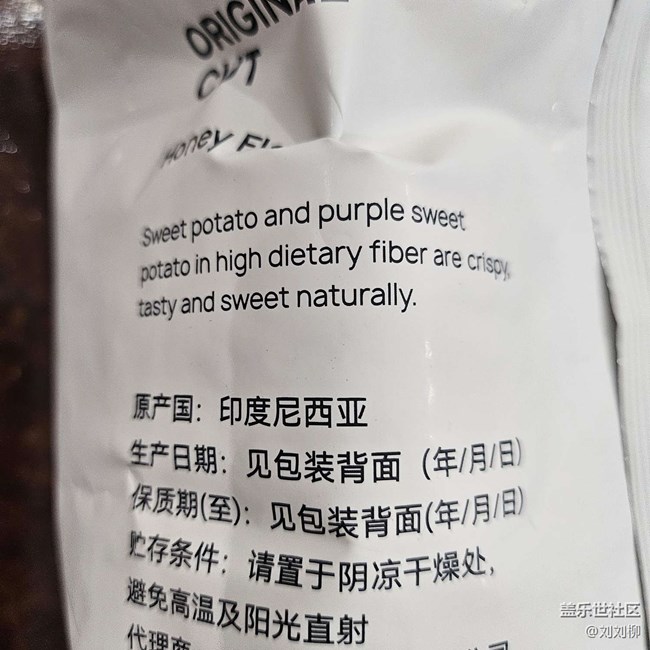 ORIGINAL
CUT
Honey
Sweet potato and purple sweet
potato in high dietary fiber are crispy,
tasty and sweet naturally.
原产国：印度尼西亚
生产日期：见包装背面（年/月/日）
保质期(至)：见包装背面(年/月/日)
贮存条件：请置于阴凉干燥处，
避免高温及阳光直射
代理商
盖乐世社区
@刘刘柳